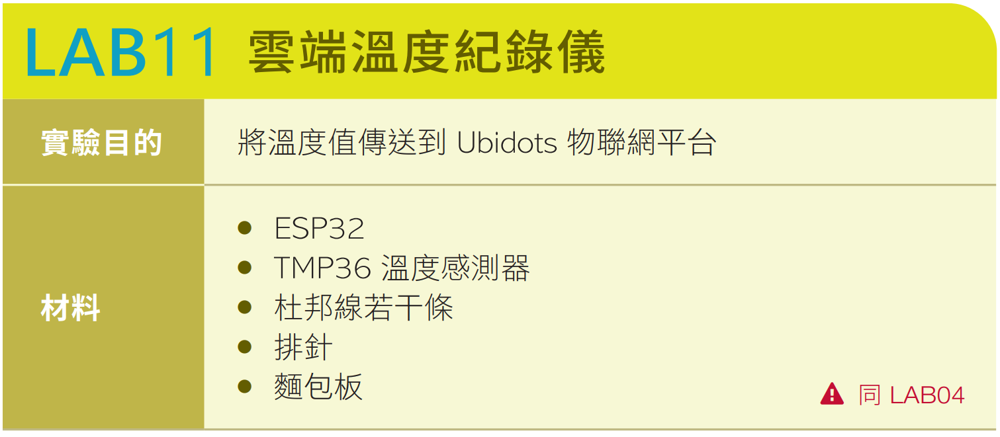 LAB11 雲端溫度紀錄儀
實驗目的
將溫度值傳送到 Ubidots 物聯網平台
材料
● ESP32
● TMP36 溫度感測器
● 杜邦線若干條
● 排針
● 麵包板
同 LAB04